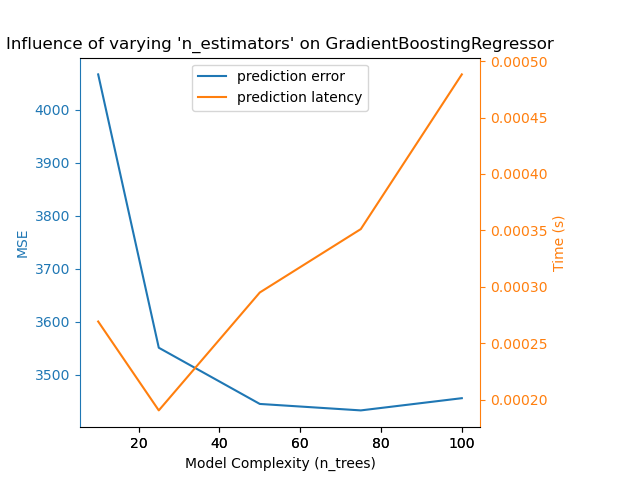 Influence of varying 'n_estimators' on GradientBoostingRegressor
prediction error
prediction latency
MSE
4000
3900
3800
3700
3600
3500
0.00050
0.00045
0.00040
0.00035
0.00030
0.00025
0.00020
Time (s)
20 40 60 80 100
Model Complexity (n_trees)